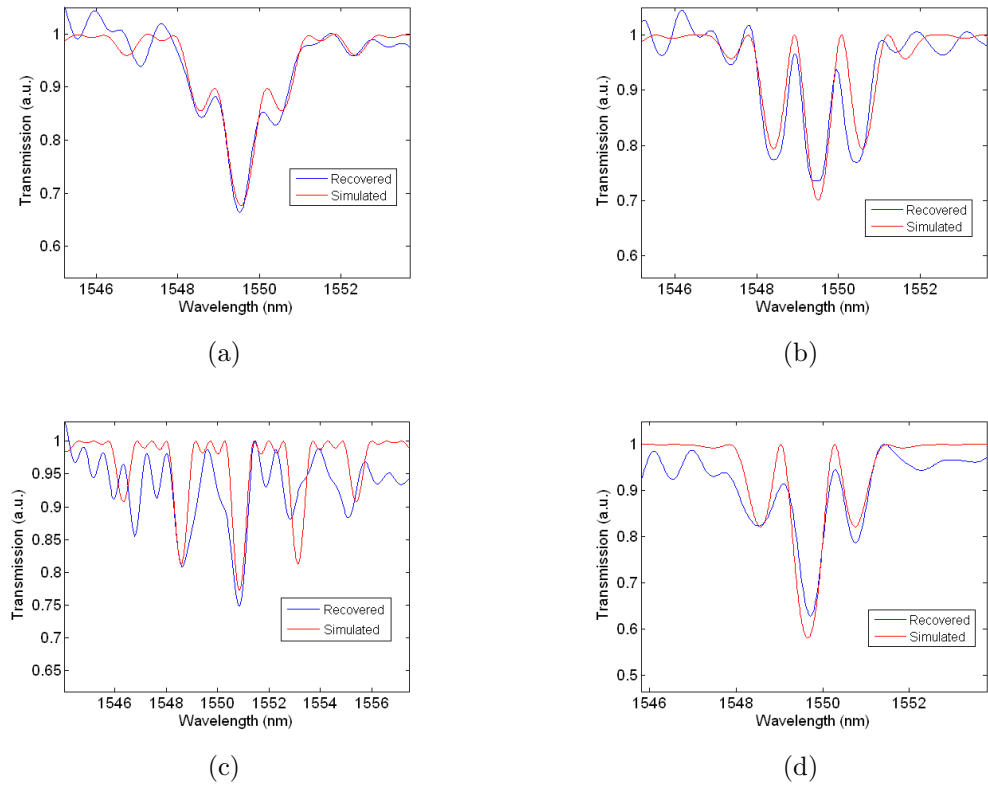 1
0.9
0.8
0.7
0.6
Transmission (a.u.)
Recovered
Simulated
1546 1548 1550 1552
Wavelength (nm)
(a)
1
0.9
0.8
0.7
0.6
Transmission (a.u.)
Recovered
Simulated
1546 1548 1550 1552
Wavelength (nm)
(b)
1
0.95
0.9
0.85
0.8
0.75
0.7
0.65
Transmission (a.u.)
Recovered
Simulated
1546 1548 1550 1552 1554 1556
Wavelength (nm)
(c)
1
0.9
0.8
0.7
0.6
0.5
Transmission (a.u.)
Recovered
Simulated
1546 1548 1550 1552
Wavelength (nm)
(d)